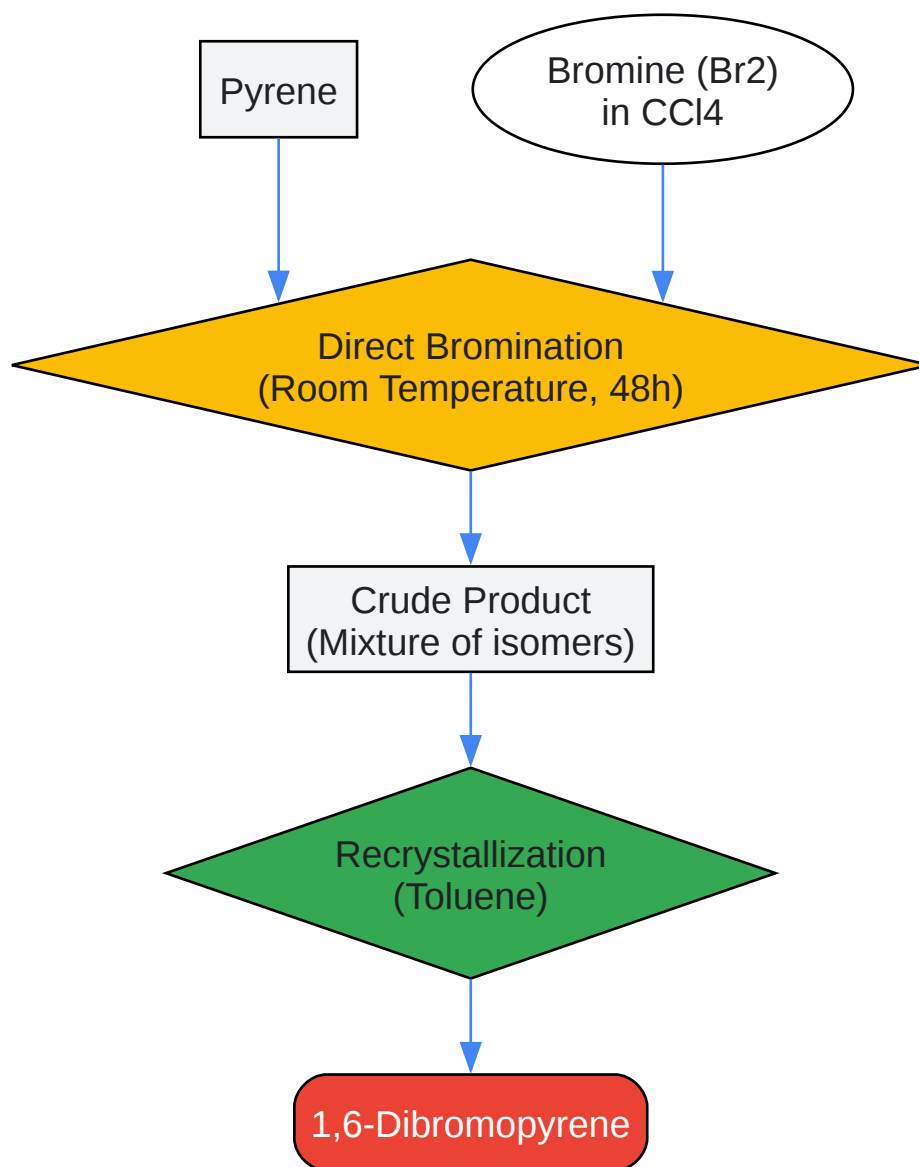 Pyrene
Bromine (Br2)
in CCl4
Direct Bromination
(Room Temperature, 48h)
Crude Product
(Mixture of isomers)
Recrystallization
(Toluene)
1,6-Dibromopyrene